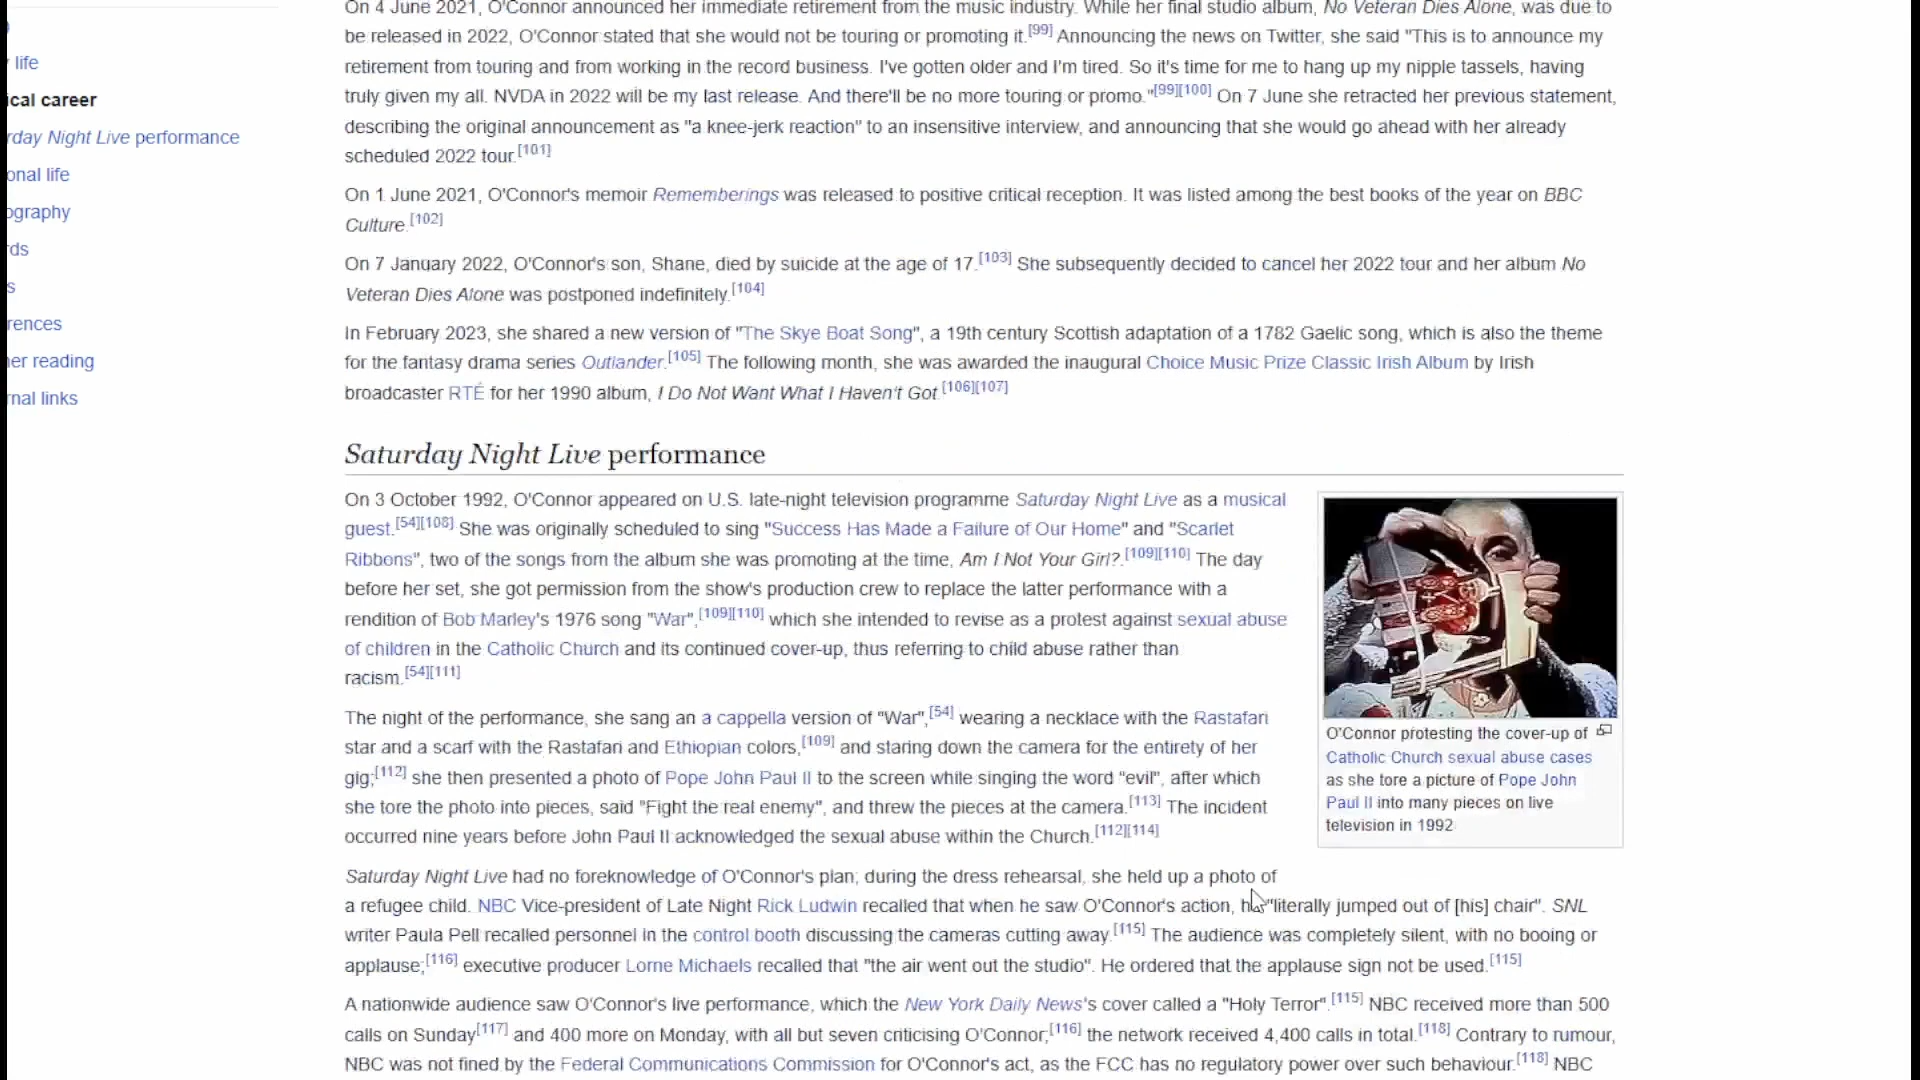 On 4 June 2021, O'Connor announced her immediate retirement from the music industry. While her final studio album, No Veteran Dies Alone, was due to
be released in 2022, O'Connor stated that she would not be touring or promoting it.[99] Announcing the news on Twitter, she said "This is to announce my
life
retirement from touring and from working in the record business. I've gotten older and I'm tired. So it's time for me to hang up my nipple tassels, having
ical career
truly given my all. NVDA in 2022 will be my last release. And there'll be no more touring or promo."[99][100] On 7 June she retracted her previous statement,
rday Night Live performance
describing the original announcement as "a knee-jerk reaction" to an insensitive interview, and announcing that she would go ahead with her already
scheduled 2022 tour.[101]
onal life
On 1 June 2021, O'Connor's memoir Rememberings was released to positive critical reception. It was listed among the best books of the year on BBC
ography
Culture.[102]
rds
On 7 January 2022, O'Connor's son, Shane, died by suicide at the age of 17.[103] She subsequently decided to cancel her 2022 tour and her album No
s
Veteran Dies Alone was postponed indefinitely.[104]
rences
In February 2023, she shared a new version of "The Skye Boat Song", a 19th century Scottish adaptation of a 1782 Gaelic song, which is also the theme
her reading
for the fantasy drama series Outlander.[105] The following month, she was awarded the inaugural Choice Music Prize Classic Irish Album by Irish
rnal links
broadcaster RTÉ for her 1990 album, I Do Not Want What I Haven't Got.[106][107]
Saturday Night Live performance
On 3 October 1992, O'Connor appeared on U.S. late-night television programme Saturday Night Live as a musical
guest.[54][108] She was originally scheduled to sing "Success Has Made a Failure of Our Home" and "Scarlet
Ribbons", two of the songs from the album she was promoting at the time, Am I Not Your Girl?.[109][110] The day
before her set, she got permission from the show's production crew to replace the latter performance with a
rendition of Bob Marley's 1976 song "War",[109][110] which she intended to revise as a protest against sexual abuse
of children in the Catholic Church and its continued cover-up, thus referring to child abuse rather than
racism.[54][111]
The night of the performance, she sang an a cappella version of "War",[54] wearing a necklace with the Rastafari
star and a scarf with the Rastafari and Ethiopian colors,[109] and staring down the camera for the entirety of her
gig;[112] she then presented a photo of Pope John Paul II to the screen while singing the word "evil", after which
she tore the photo into pieces, said "Fight the real enemy", and threw the pieces at the camera.[113] The incident
occurred nine years before John Paul II acknowledged the sexual abuse within the Church.[112][114]
O'Connor protesting the cover-up of
Catholic Church sexual abuse cases
as she tore a picture of Pope John
Paul II into many pieces on live
television in 1992
Saturday Night Live had no foreknowledge of O'Connor's plan; during the dress rehearsal, she held up a photo of
a refugee child. NBC Vice-president of Late Night Rick Ludwin recalled that when he saw O'Connor's action, he "literally jumped out of [his] chair". SNL
writer Paula Pell recalled personnel in the control booth discussing the cameras cutting away.[115] The audience was completely silent, with no booing or
applause;[116] executive producer Lorne Michaels recalled that "the air went out the studio". He ordered that the applause sign not be used.[115]
A nationwide audience saw O'Connor's live performance, which the New York Daily News's cover called a "Holy Terror".[115] NBC received more than 500
calls on Sunday[117] and 400 more on Monday, with all but seven criticising O'Connor;[116] the network received 4,400 calls in total.[118] Contrary to rumour,
NBC was not fined by the Federal Communications Commission for O'Connor's act, as the FCC has no regulatory power over such behaviour.[118] NBC